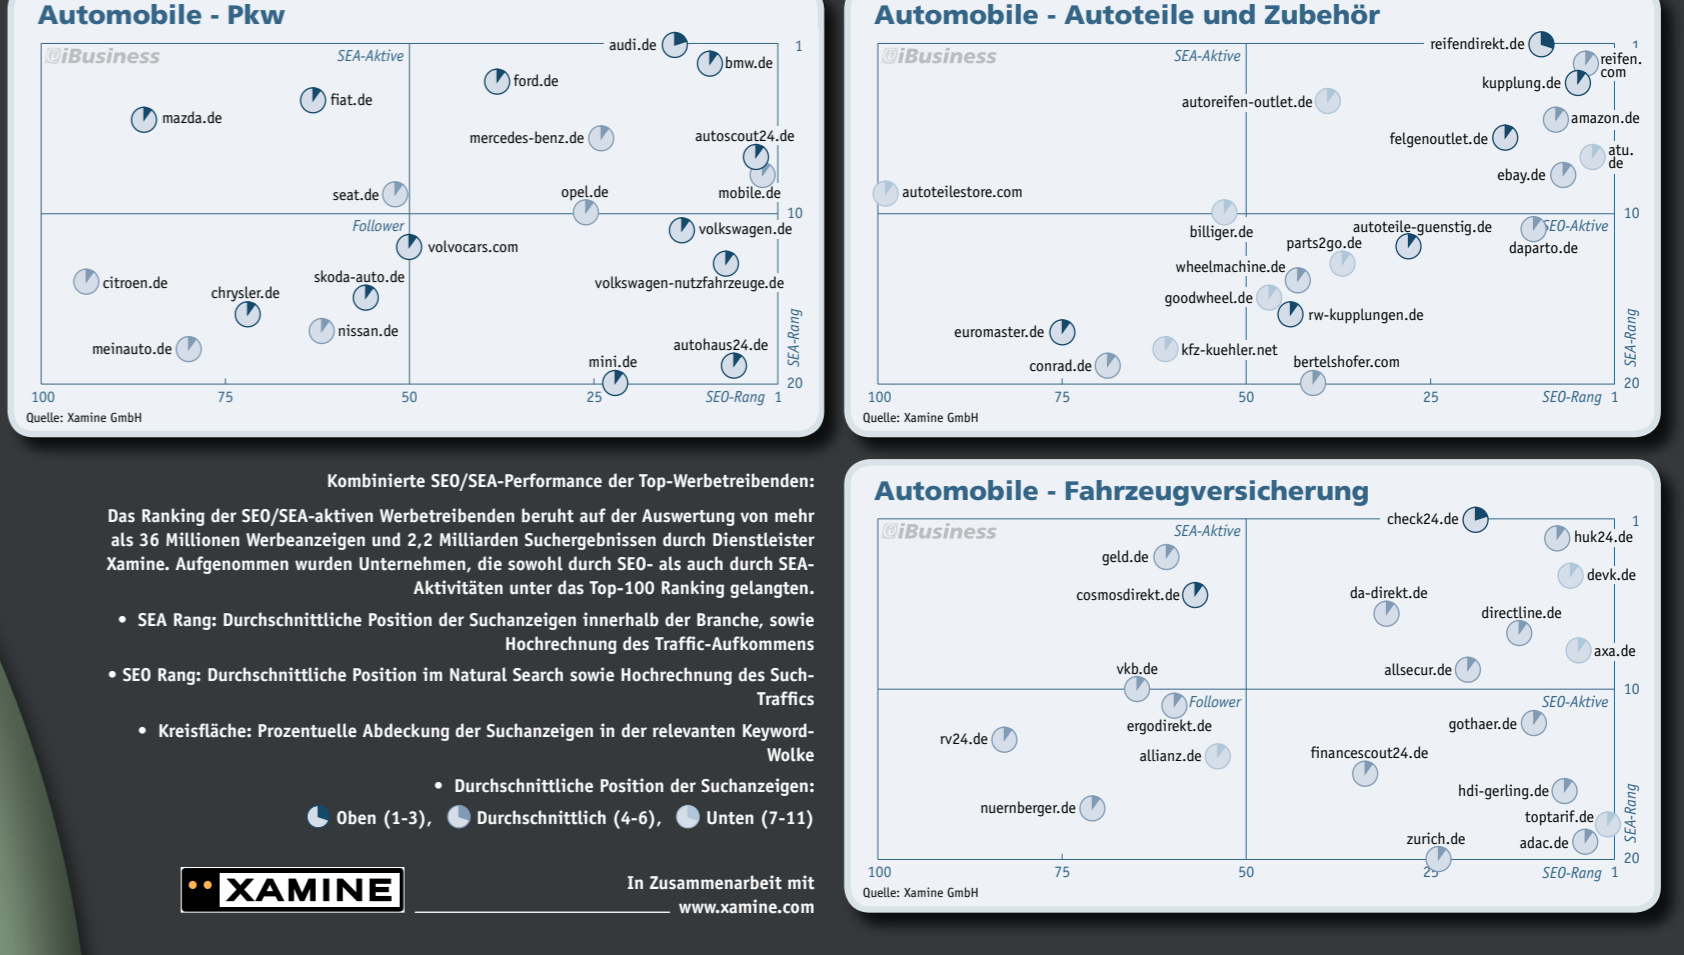 Automobile - Pkw
©iBusiness
SEA-Aktive
audi.de
1
bmw.de
ford.de
fiat.de
mazda.de
mercedes-benz.de
autoscout24.de
seat.de
opel.de
mobile.de
10
Follower
volkswagen.de
volvocars.com
citroen.de
skoda-auto.de
volkswagen-nutzfahrzeuge.de
chrysler.de
nissan.de
meinauto.de
autohaus24.de
mini.de
SEA-Rang
20
100
75
50
25
SEO-Rang
1
Quelle: Xamine GmbH
Automobile - Autoteile und Zubehör
©iBusiness
SEA-Aktive
reifendirekt.de
1
reifen.
com
kupplung.de
autoreifen-outlet.de
amazon.de
felgenoutlet.de
atu.
de
ebay.de
autoteilestore.com
10
billiger.de
autoteile-guenstig.de
SEO-Aktive
parts2go.de
daparto.de
wheelmachine.de
goodwheel.de
rw-kupplungen.de
euromaster.de
kfz-kuehler.net
conrad.de
bertelshofer.com
SEA-Rang
20
100
75
50
25
SEO-Rang
1
Quelle: Xamine GmbH
Kombinierte SEO/SEA-Performance der Top-Werbetreibenden:
Das Ranking der SEO/SEA-aktiven Werbetreibenden beruht auf der Auswertung von mehr
als 36 Millionen Werbeanzeigen und 2,2 Milliarden Suchergebnissen durch Dienstleister
Xamine. Aufgenommen wurden Unternehmen, die sowohl durch SEO- als auch durch SEA-
Aktivitäten unter das Top-100 Ranking gelangten.
• SEA Rang: Durchschnittliche Position der Suchanzeigen innerhalb der Branche, sowie
Hochrechnung des Traffic-Aufkommens
• SEO Rang: Durchschnittliche Position im Natural Search sowie Hochrechnung des Such-
Traffics
• Kreisfläche: Prozentuelle Abdeckung der Suchanzeigen in der relevanten Keyword-
Wolke
• Durchschnittliche Position der Suchanzeigen:
Oben (1-3), Durchschnittlich (4-6), Unten (7-11)
XAMINE
In Zusammenarbeit mit
www.xamine.com
Automobile - Fahrzeugversicherung
©iBusiness
SEA-Aktive
check24.de
1
huk24.de
geld.de
devk.de
cosmosdirekt.de
da-direkt.de
directline.de
axa.de
vkb.de
allsecur.de
10
Follower
SEO-Aktive
ergodirekt.de
gothaer.de
rv24.de
allianz.de
financescout24.de
hdi-gerling.de
nuernberger.de
toptarif.de
zurich.de
adac.de
SEA-Rang
20
100
75
50
25
SEO-Rang
1
Quelle: Xamine GmbH